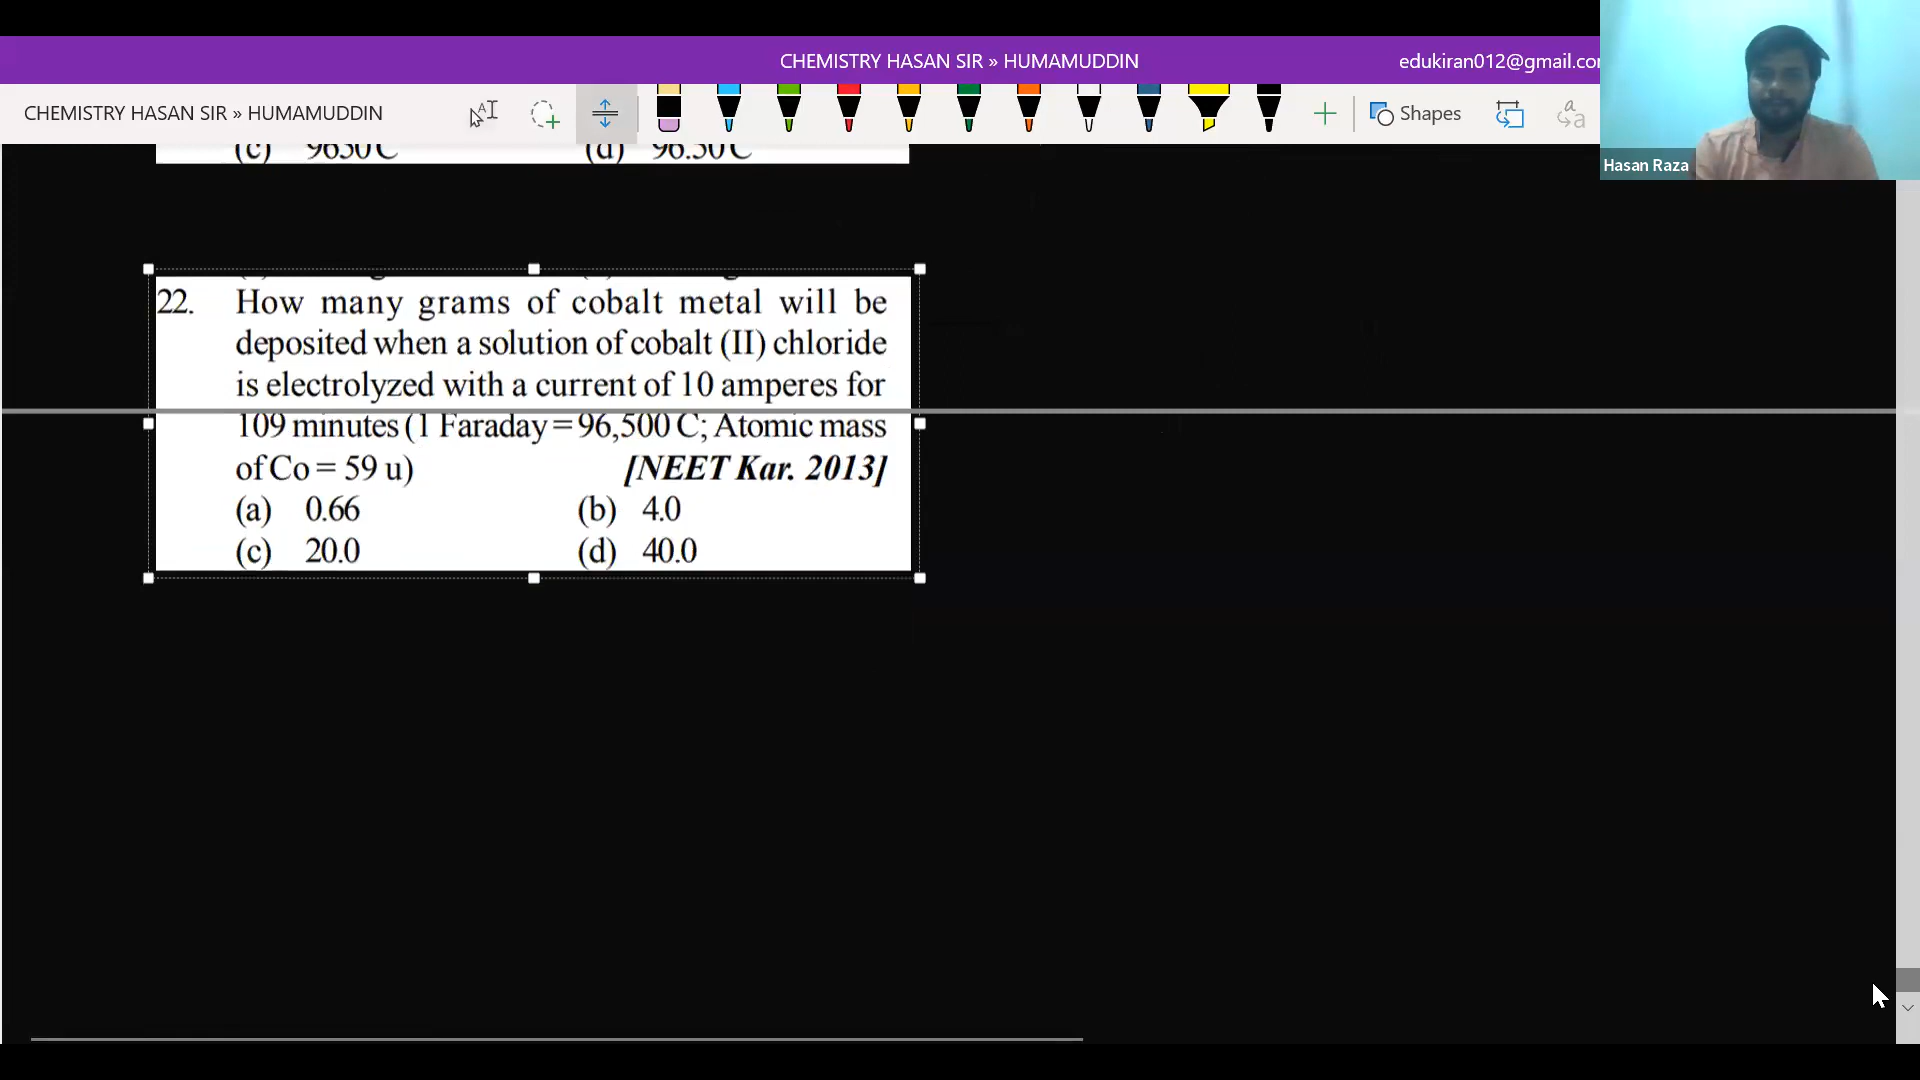 CHEMISTRY HASAN SIR » HUMAMUDDIN
edukiran012@gmail.co
CHEMISTRY HASAN SIR » HUMAMUDDIN
Shapes
Hasan Raza
(c) 9650 C (d) 96.50 C
22. How many grams of cobalt metal will be
deposited when a solution of cobalt (II) chloride
is electrolyzed with a current of 10 amperes for
109 minutes (1 Faraday = 96,500 C; Atomic mass
of Co = 59 u) [NEET Kar. 2013]
(a) 0.66 (b) 4.0
(c) 20.0 (d) 40.0